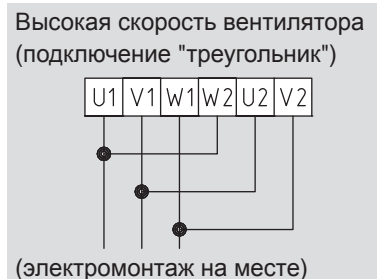 Высокая скорость вентилятора
(подключение "треугольник")
U1 V1 W1 W2 U2 V2
(электромонтаж на месте)